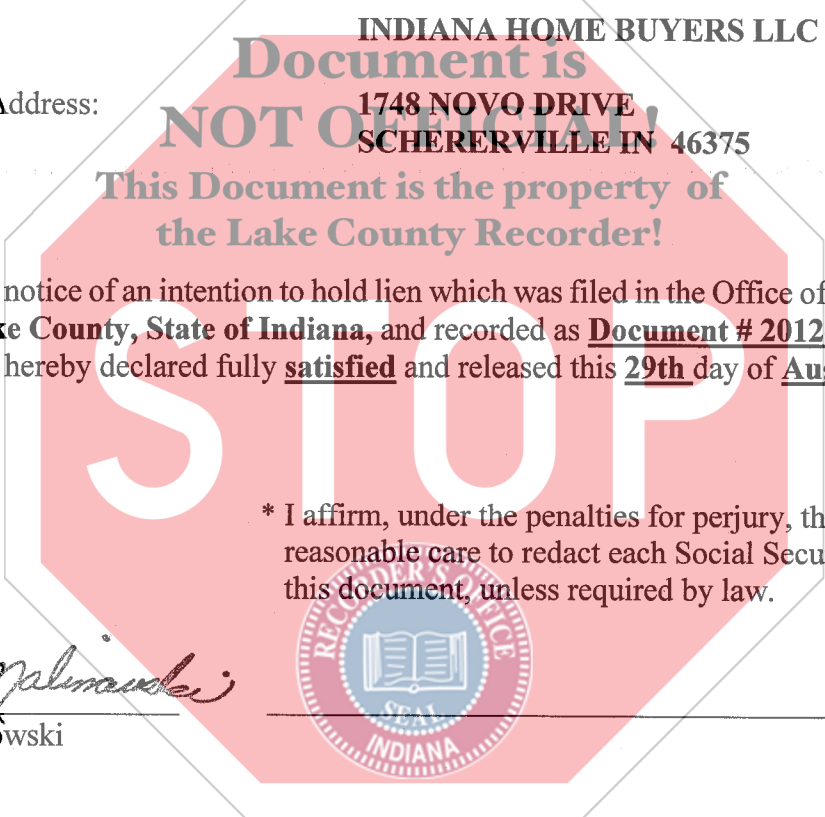 INDIANA HOME BUYERS LLC
Document is
Address:
1748 NOVO DRIVE
NOT OFFICIAL!
SCHERERVILLE IN 46375
This Document is the property of
the Lake County Recorder!
notice of an intention to hold lien which was filed in the Office of
ke County, State of Indiana, and recorded as Document # 2012
hereby declared fully satisfied and released this 29th day of Au
STOP
* I affirm, under the penalties for perjury, th
reasonable care to redact each Social Secu
this document, unless required by law.
RECORDER'S OFFICE
SEAL
INDIANA
Malinowski
owski